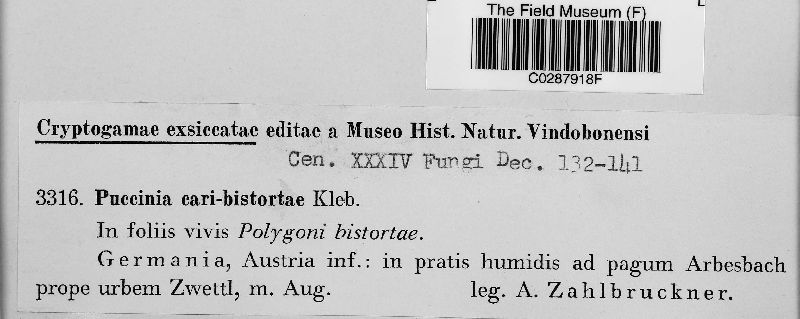 The Field Museum (F)
C0287918F
Cryptogamae exsiccatae editae a Museo Hist. Natur. Vindobonensi
Cen. XXXIV Fungi Dec. 132-141
3316. Puccinia cari-bistortae Kleb.
In foliis vivis Polygoni bistortae.
Germania, Austria inf.: in pratis humidis ad pagum Arbesbach
prope urbem Zwettl, m. Aug. leg. A. Zahlbruckner.